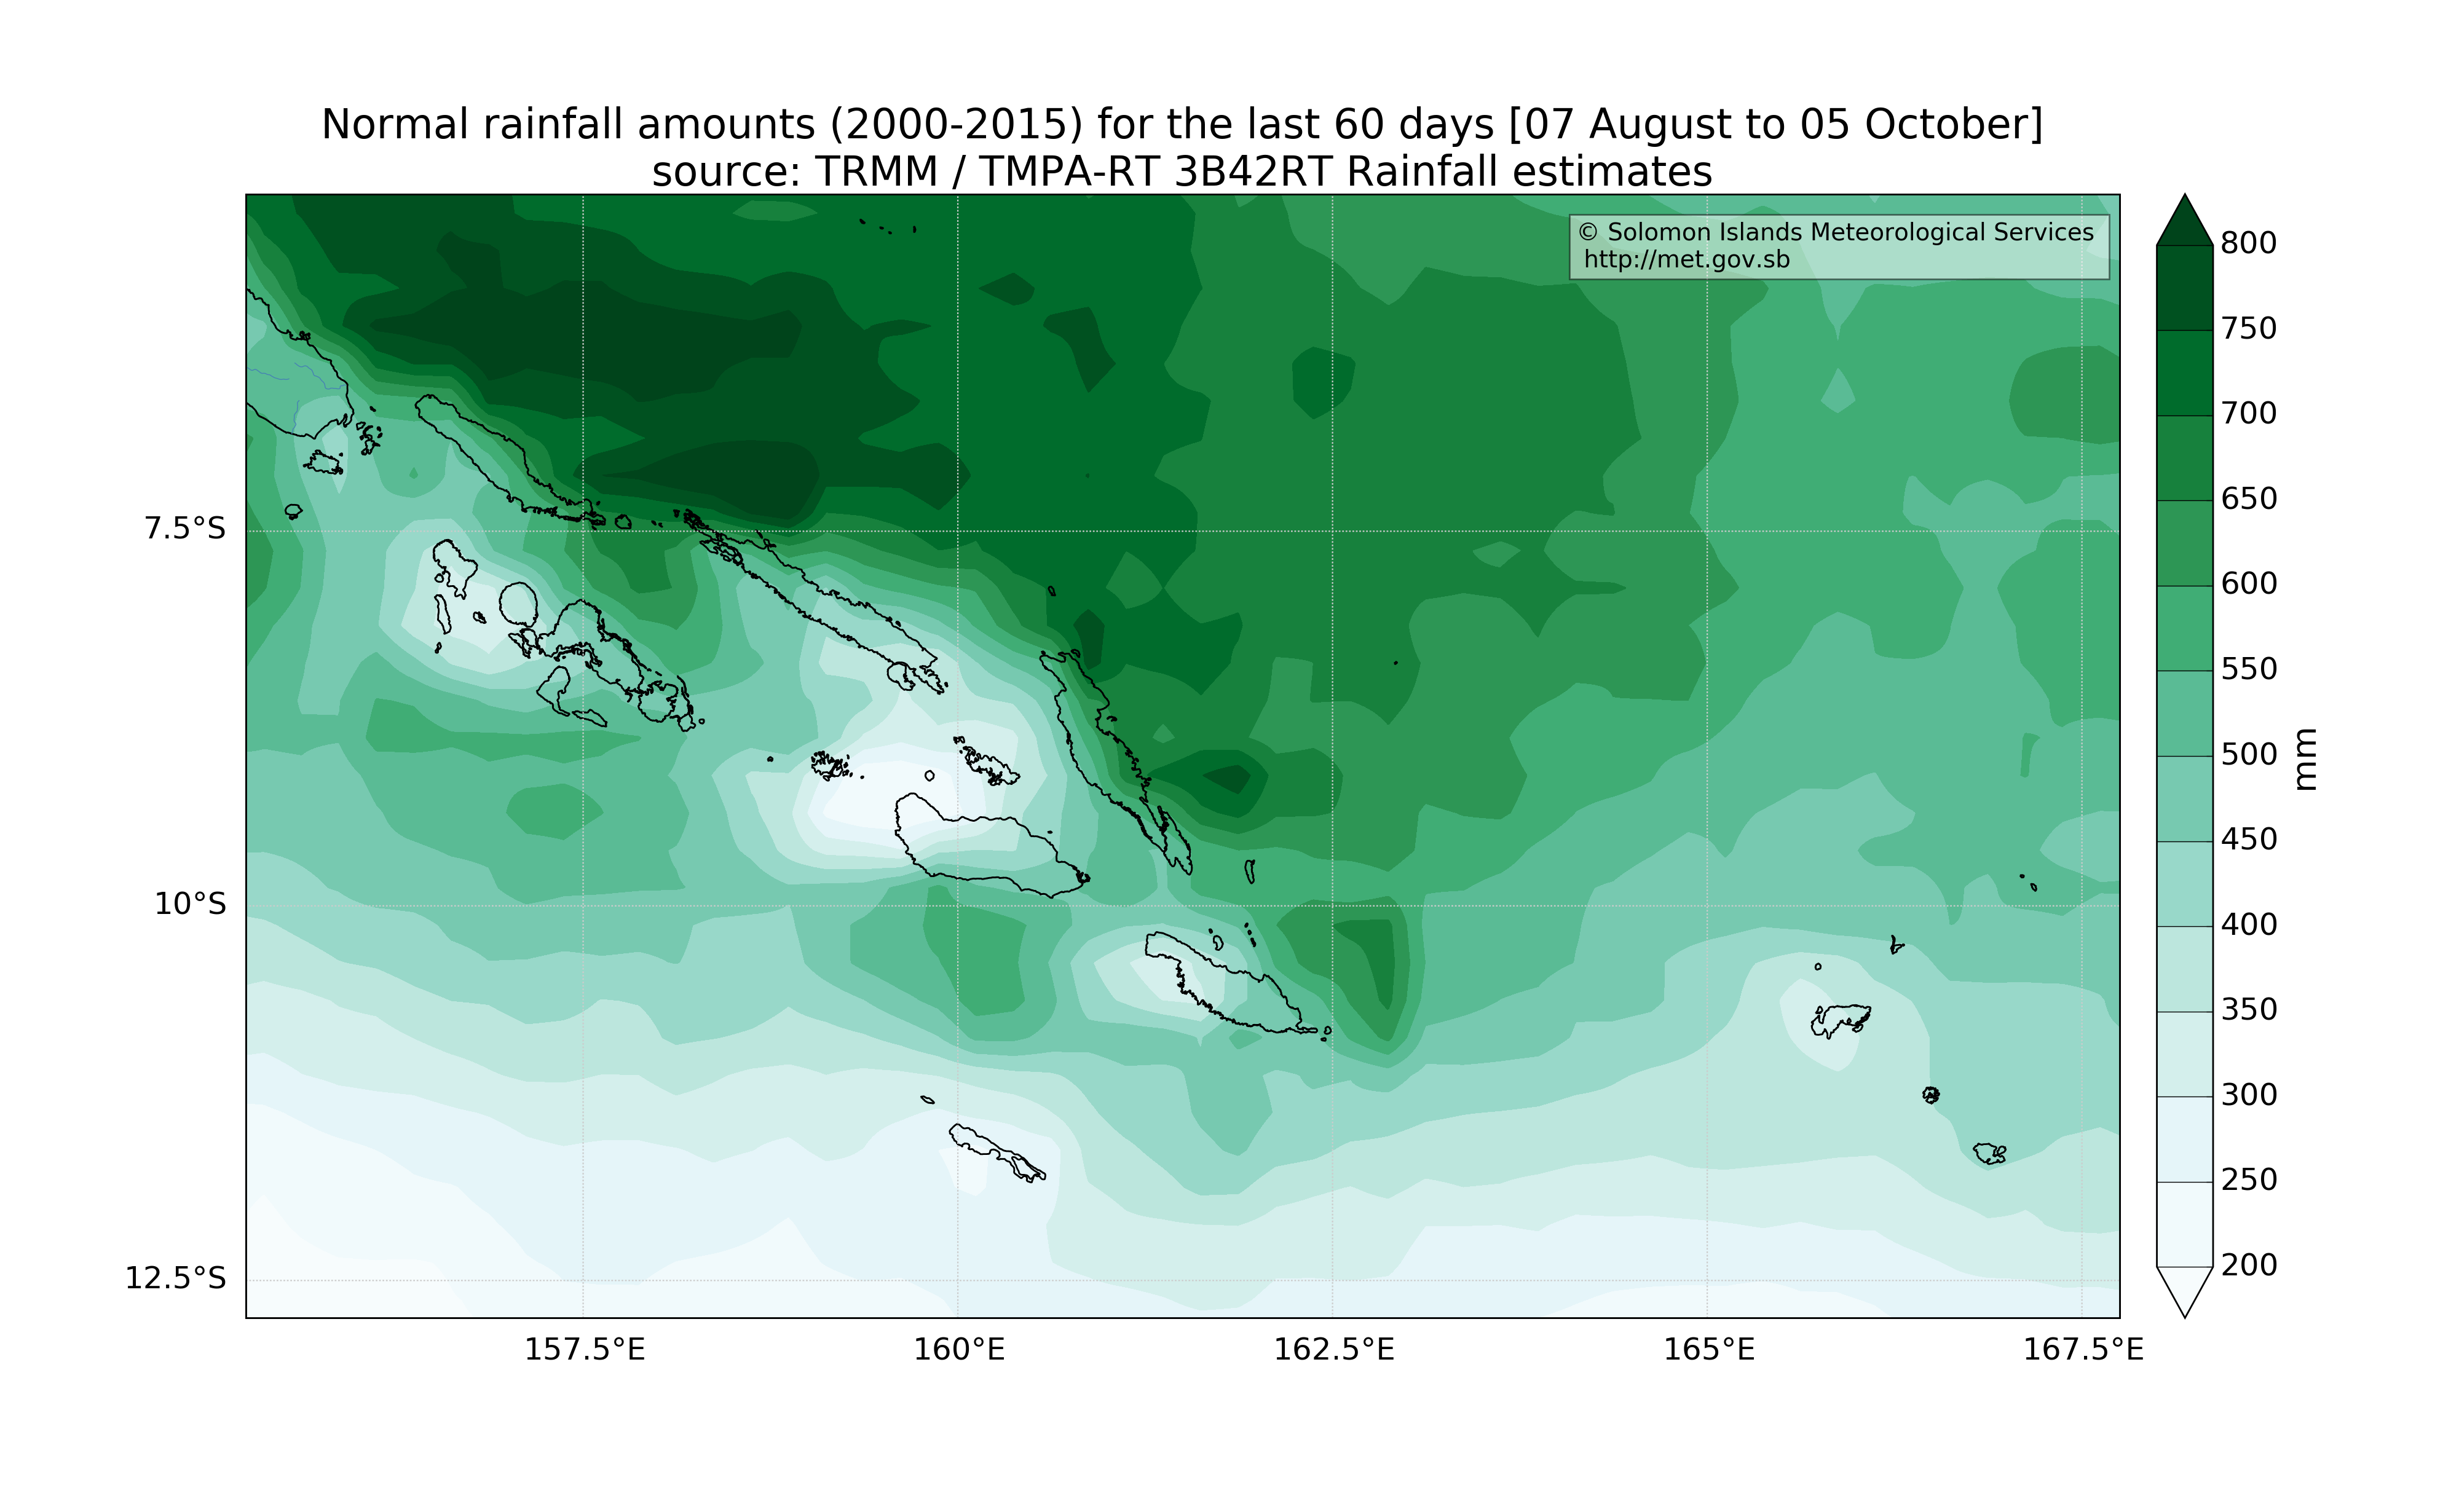 Normal rainfall amounts (2000-2015) for the last 60 days [07 August to 05 October]
source: TRMM / TMPA-RT 3B42RT Rainfall estimates
© Solomon Islands Meteorological Services
http://met.gov.sb
800
750
700
650
600
550
500
450
400
350
300
250
200
mm
7.5°S
10°S
12.5°S
157.5°E
160°E
162.5°E
165°E
167.5°E